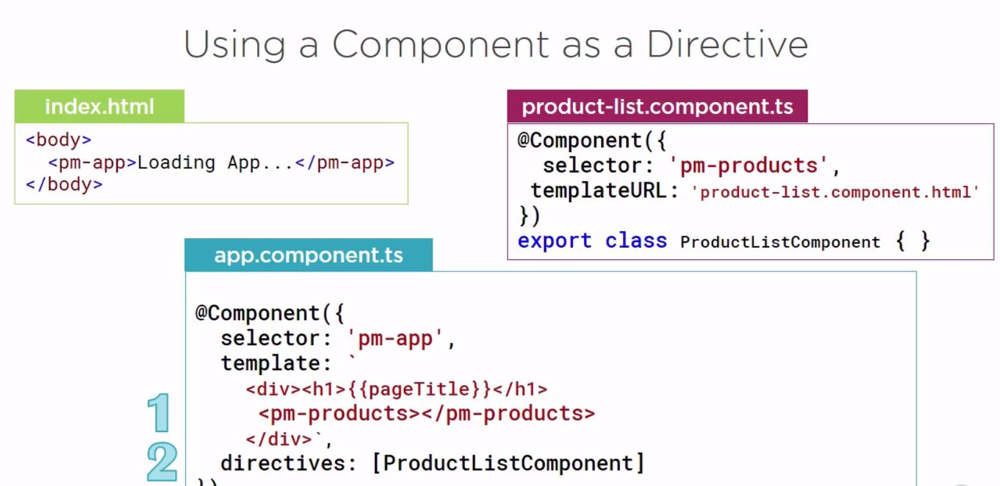 Using a Component as a Directive
index.html
<body>
  <pm-app>Loading App...</pm-app>
</body>
product-list.component.ts
@Component({
  selector: 'pm-products',
 templateURL: 'product-list.component.html'
})
export class ProductListComponent { }
app.component.ts
@Component({
  selector: 'pm-app',
  template: `
    <div><h1>{{pageTitle}}</h1>
     <pm-products></pm-products>
    </div>`,
  directives: [ProductListComponent]
})
1
2